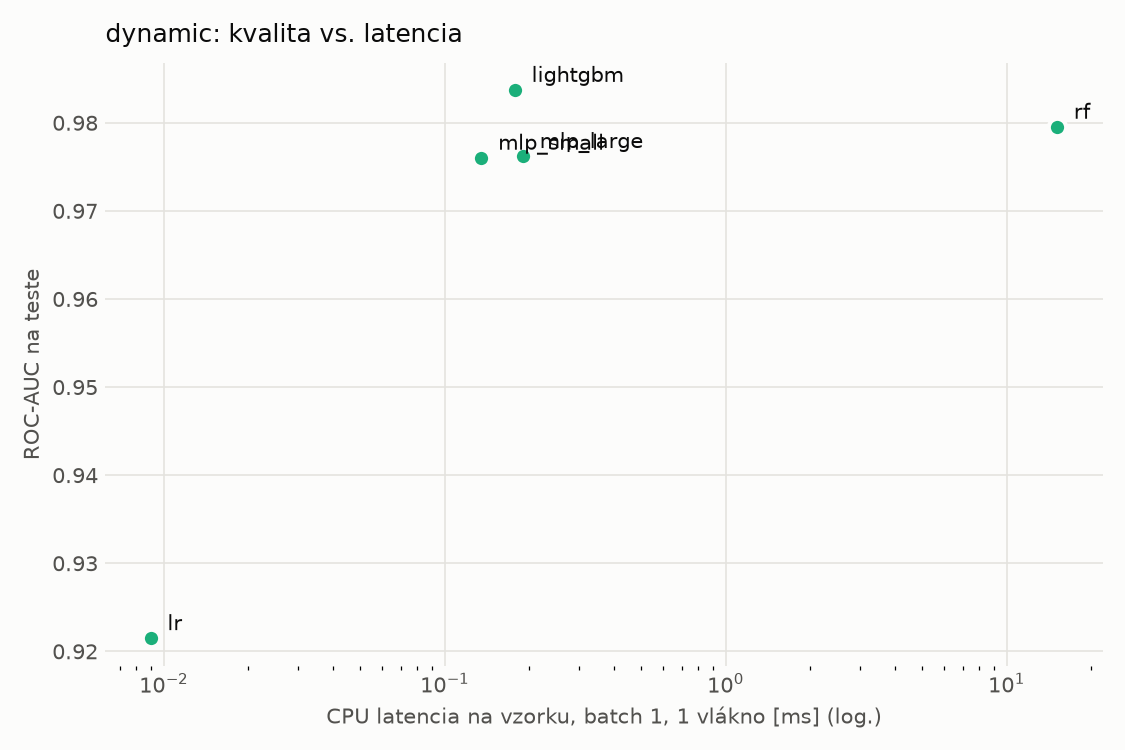 dynamic: kvalita vs. latencia
lightgbm
rf
0.98
mlp_small
mlp_large
0.97
0.96
0.95
0.94
0.93
lr
0.92
ROC-AUC na teste
10⁻² 10⁻¹ 10⁰ 10¹
CPU latencia na vzorku, batch 1, 1 vlákno [ms] (log.)